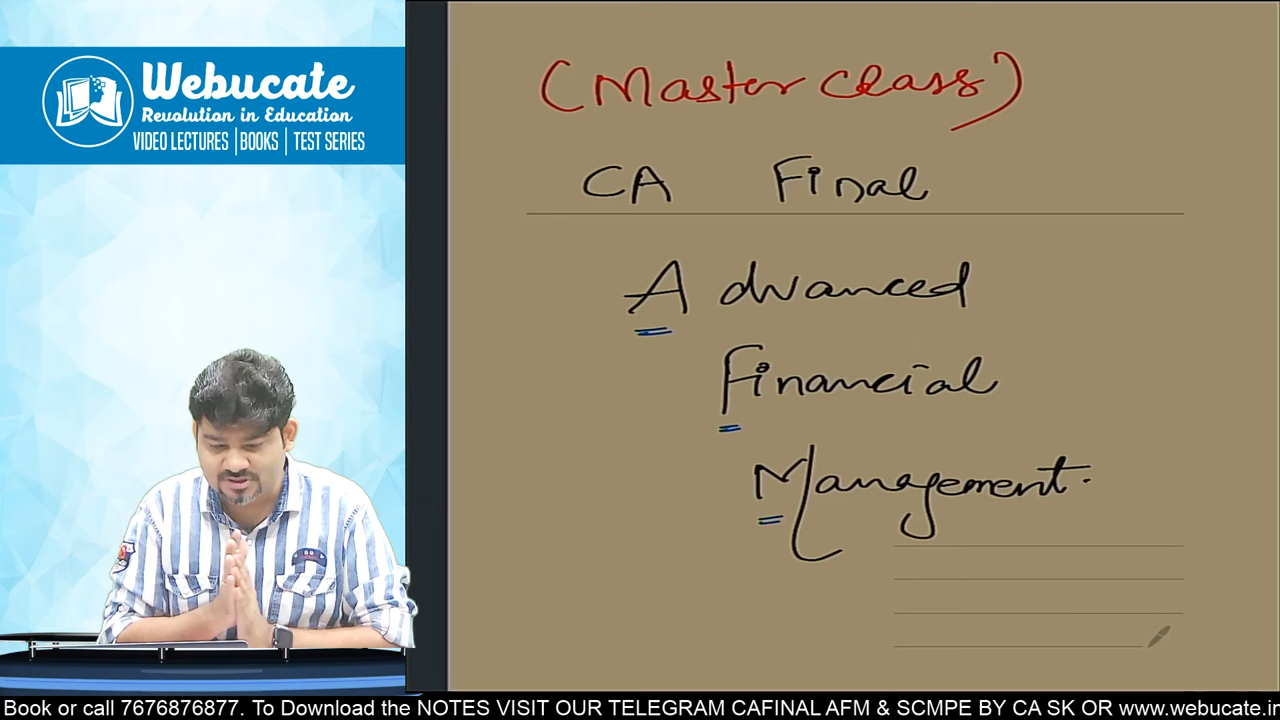 Webucate
Revolution in Education
VIDEO LECTURES | BOOKS | TEST SERIES
(Master Class)
CA Final
Advanced
Financial
Management.
Book or call 7676876877. To Download the NOTES VISIT OUR TELEGRAM CAFINAL AFM & SCMPE BY CA SK OR www.webucate.in